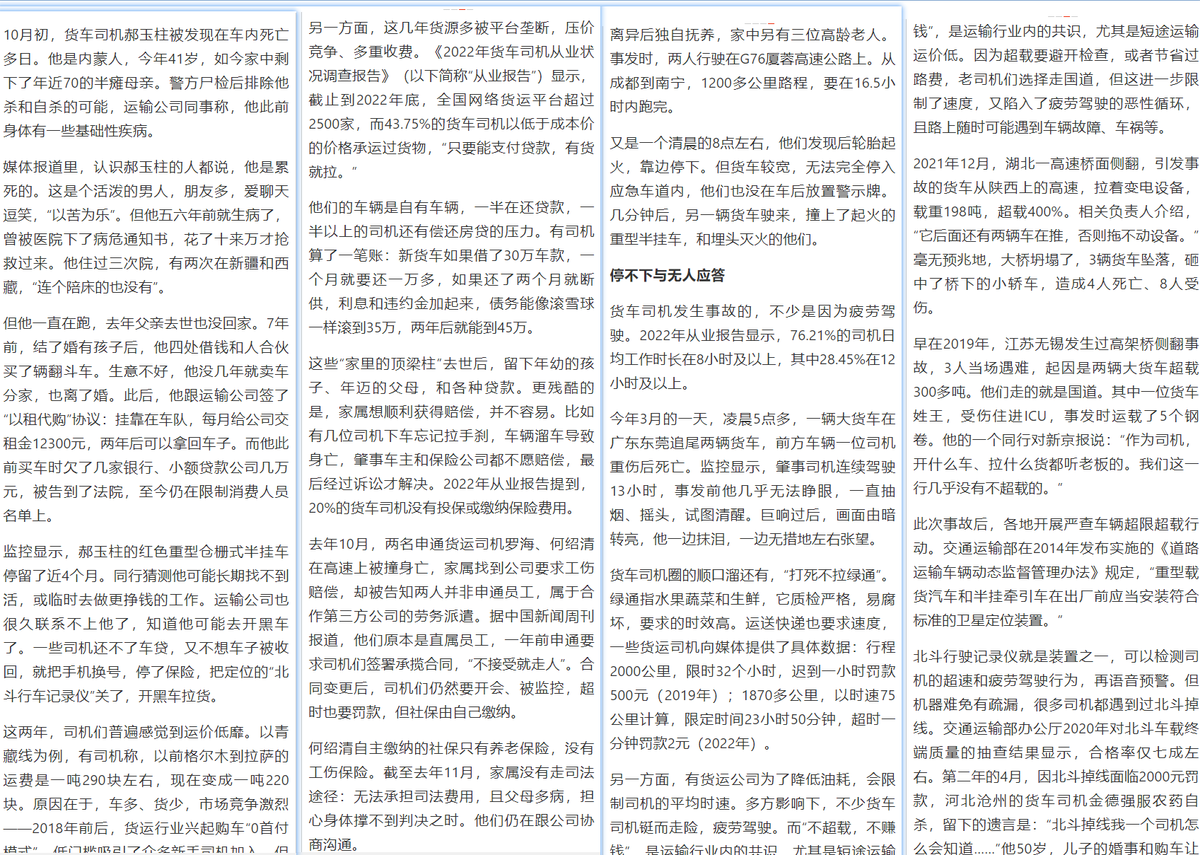 10月初，货车司机郝玉柱被发现在车内死亡
多日。他是内蒙人，今年41岁，如今家中剩
下了年近70的半瘫母亲。警方尸检后排除他
杀和自杀的可能，运输公司同事称，他此前
身体有一些基础性疾病。
媒体报道里，认识郝玉柱的人都说，他是累
死的。这是个活泼的男人，朋友多，爱聊天
逗笑，“以苦为乐”。但他五六年前就生病了，
曾被医院下了病危通知书，花了十来万才抢
救过来。他住过三次院，有两次在新疆和西
藏，“连个陪床的也没有”。
但他一直在跑，去年父亲去世也没回家。7年
前，结了婚有孩子后，他四处借钱和人合伙
买了辆翻斗车。生意不好，他没几年就卖车
分家，也离了婚。此后，他跟运输公司签了
“以租代购”协议：挂靠在车队，每月给公司交
租金12300元，两年后可以拿回车子。而他此
前买车时欠了几家银行、小额贷款公司几万
元，被告到了法院，至今仍在限制消费人员
名单上。
监控显示，郝玉柱的红色重型仓栅式半挂车
停留了近4个月。同行猜测他可能长期找不到
活，或临时去做更挣钱的工作。运输公司也
很久联系不上他了，知道他可能去开黑车
了。一些司机还不了车贷，又不想车子被收
回，就把手机换号，停了保险，把定位的“北
斗行车记录仪”关了，开黑车拉货。
这两年，司机们普遍感觉到运价低靡。以青
藏线为例，有司机称，以前格尔木到拉萨的
运费是一吨290块左右，现在变成一吨220
块。原因在于，车多、货少，市场竞争激烈
——2018年前后，货运行业兴起购车“0首付
模式”，低门槛吸引了众多新手司机加入。但
另一方面，这几年货源多被平台垄断，压价
竞争、多重收费。《2022年货车司机从业状
况调查报告》（以下简称“从业报告”）显示，
截止到2022年底，全国网络货运平台超过
2500家，而43.75%的货车司机以低于成本价
的价格承运过货物，“只要能支付贷款，有货
就拉。”
他们的车辆是自有车辆，一半在还贷款，一
半以上的司机还有偿还房贷的压力。有司机
算了一笔账：新货车如果借了30万车款，一
个月就要还一万多，如果还了两个月就断
供，利息和违约金加起来，债务能像滚雪球
一样滚到35万，两年后就能到45万。
这些“家里的顶梁柱”去世后，留下年幼的孩
子、年迈的父母，和各种贷款。更残酷的
是，家属想顺利获得赔偿，并不容易。比如
有几位司机下车忘记拉手刹，车辆溜车导致
身亡，肇事车主和保险公司都不愿赔偿，最
后经过诉讼才解决。2022年从业报告提到，
20%的货车司机没有投保或缴纳保险费用。
去年10月，两名申通货运司机罗海、何绍清
在高速上被撞身亡，家属找到公司要求工伤
赔偿，却被告知两人并非申通员工，属于合
作第三方公司的劳务派遣。据中国新闻周刊
报道，他们原本是直属员工，一年前申通要
求司机们签署承揽合同，“不接受就走人”。合
同变更后，司机们仍然要开会、被监控，超
时也要罚款，但社保由自己缴纳。
何绍清自主缴纳的社保只有养老保险，没有
工伤保险。截至去年11月，家属没有走司法
途径：无法承担司法费用，且父母多病，担
心身体撑不到判决之时。他们仍在跟公司协
商沟通。
离异后独自抚养，家中另有三位高龄老人。
事发时，两人行驶在G76厦蓉高速公路上。从
成都到南宁，1200多公里路程，要在16.5小
时内跑完。
又是一个清晨的8点左右，他们发现后轮胎起
火，靠边停下。但货车较宽，无法完全停入
应急车道内，他们也没在车后放置警示牌。
几分钟后，另一辆货车驶来，撞上了起火的
重型半挂车，和埋头灭火的他们。
停不下与无人应答
货车司机发生事故的，不少是因为疲劳驾
驶。2022年从业报告显示，76.21%的司机日
均工作时长在8小时及以上，其中28.45%在12
小时及以上。
今年3月的一天，凌晨5点多，一辆大货车在
广东东莞追尾两辆货车，前方车辆一位司机
重伤后死亡。监控显示，肇事司机连续驾驶
13小时，事发前他几乎无法睁眼，一直抽
烟、摇头，试图清醒。巨响过后，画面由暗
转亮，他一边抹泪，一边无措地左右张望。
货车司机圈的顺口溜还有，“打死不拉绿通”。
绿通指水果蔬菜和生鲜，它质检严格，易腐
坏，要求的时效高。运送快递也要求速度，
一些货运司机向媒体提供了具体数据：行程
2000公里，限时32个小时，迟到一小时罚款
500元（2019年）；1870多公里，以时速75
公里计算，限定时间23小时50分钟，超时一
分钟罚款2元（2022年）。
另一方面，有货运公司为了降低油耗，会限
制司机的平均时速。多方影响下，不少货车
司机铤而走险，疲劳驾驶。而“不超载，不赚
钱”，是运输行业内的共识，尤其是短途运输
钱”，是运输行业内的共识，尤其是短途运输
运价低。因为超载要避开检查，或者节省过
路费，老司机们选择走国道，但这进一步限
制了速度，又陷入了疲劳驾驶的恶性循环，
且路上随时可能遇到车辆故障、车祸等。
2021年12月，湖北一高速桥面侧翻，引发事
故的货车从陕西上的高速，拉着变电设备，
载重198吨，超载400%。相关负责人介绍，
“它后面还有两辆车在推，否则拖不动设备。”
毫无预兆地，大桥坍塌了，3辆货车坠落，砸
中了桥下的小轿车，造成4人死亡、8人受
伤。
早在2019年，江苏无锡发生过高架桥侧翻事
故，3人当场遇难，起因是两辆大货车超载
300多吨。他们走的就是国道。其中一位货车
姓王，受伤住进ICU，事发时运载了5个钢
卷。他的一个同行对新京报说：“作为司机，
开什么车、拉什么货都听老板的。我们这一
行几乎没有不超载的。”
此次事故后，各地开展严查车辆超限超载行
动。交通运输部在2014年发布实施的《道路
运输车辆动态监督管理办法》规定，“重型载
货汽车和半挂牵引车在出厂前应当安装符合
标准的卫星定位装置。”
北斗行驶记录仪就是装置之一，可以检测司
机的超速和疲劳驾驶行为，再语音预警。但
机器难免有疏漏，很多司机都遇到过北斗掉
线。交通运输部办公厅2020年对北斗车载终
端质量的抽查结果显示，合格率仅七成左
右。第二年的4月，因北斗掉线面临2000元罚
款，河北沧州的货车司机金德强服农药自
杀，留下的遗言是：“北斗掉线我一个司机怎
么会知道……”他50岁，儿子的婚事和购车让